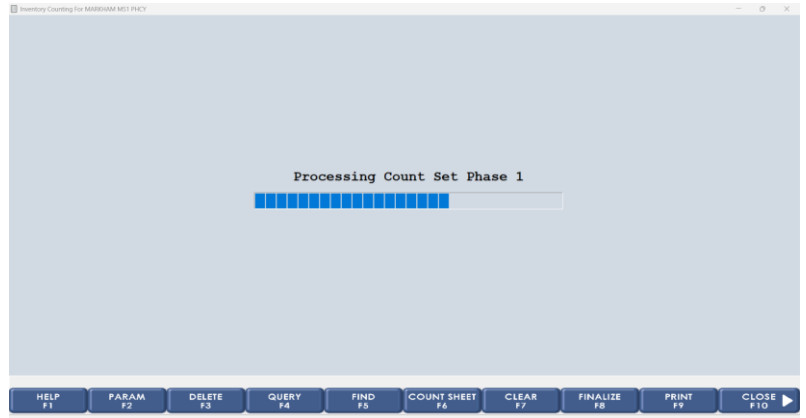 Inventory Counting For MARKHAM MS1 PHCY
Processing Count Set Phase 1
HELP PARAM DELETE QUERY FIND COUNT SHEET CLEAR FINALIZE PRINT CLOSE
F1 F2 F3 F4 F5 F6 F7 F8 F9 F10